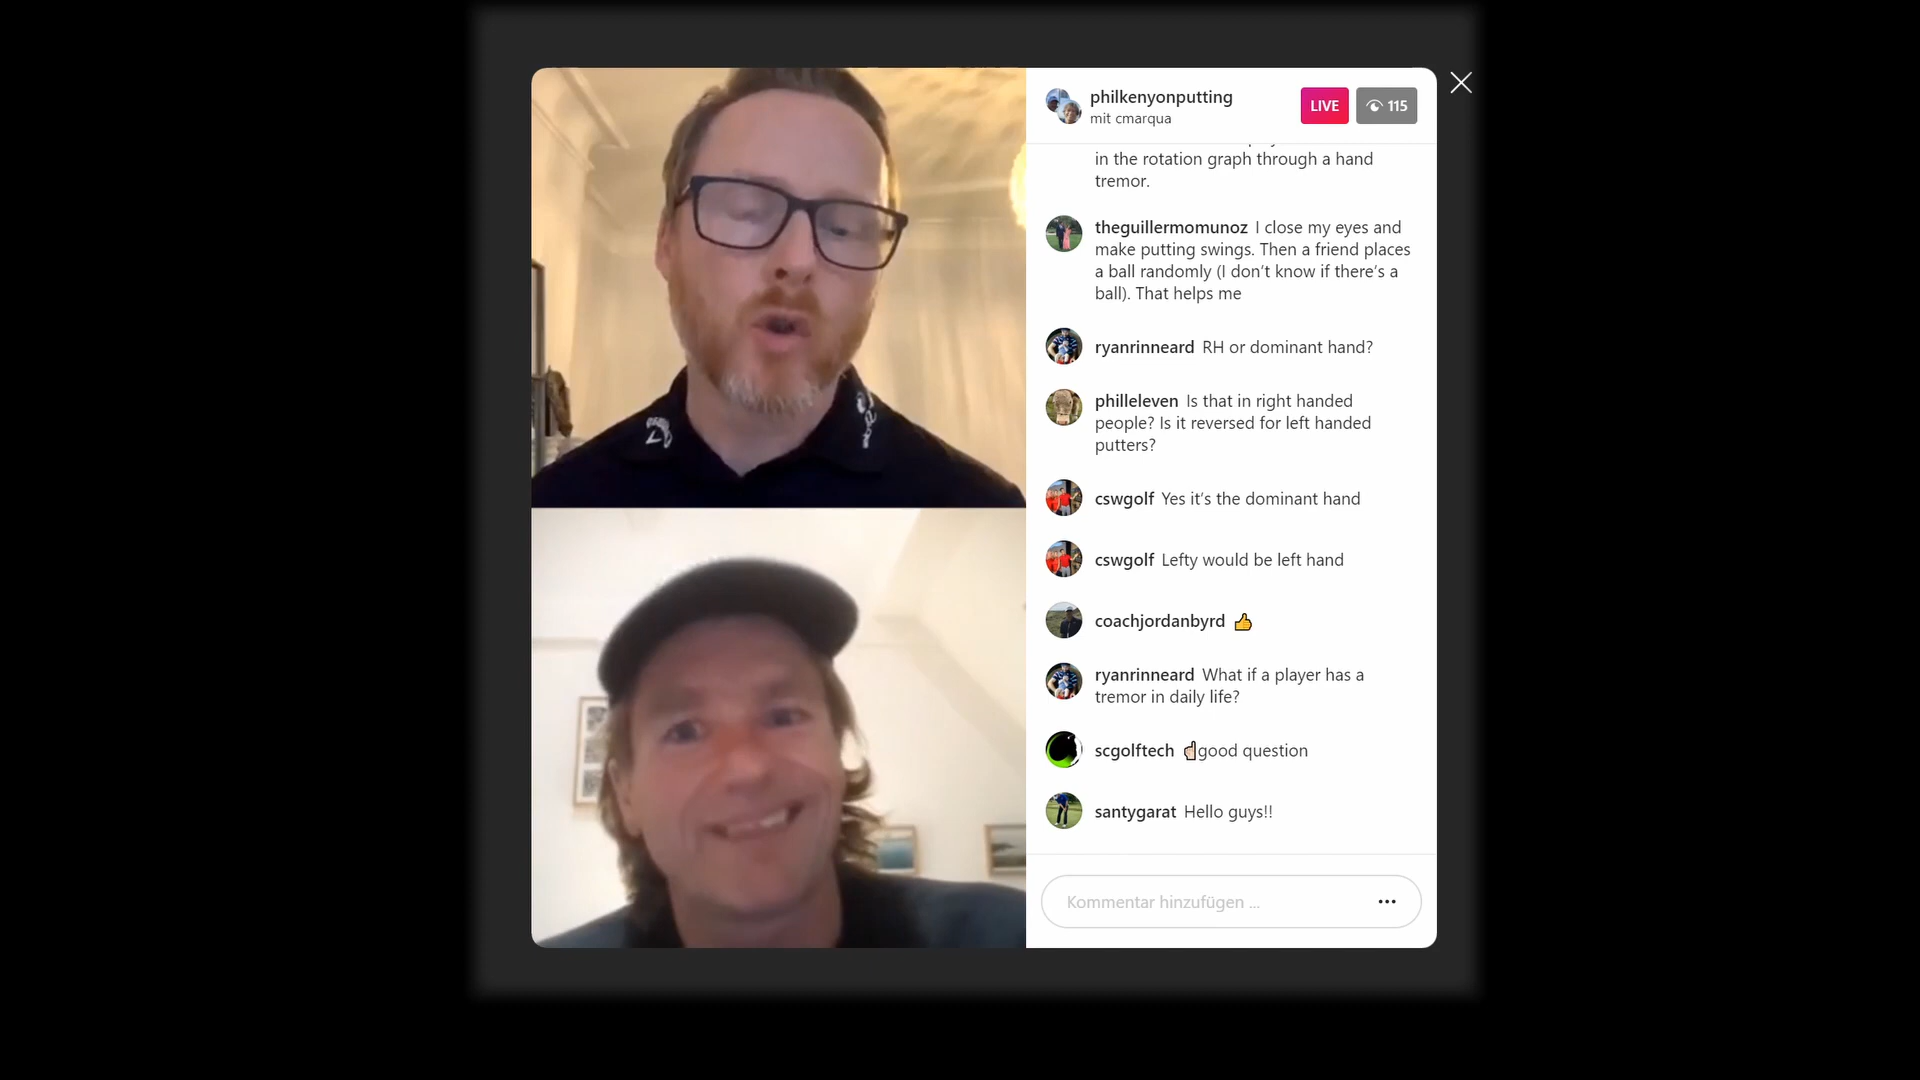 philkenyonputting
mit cmarqua
LIVE
115
in the rotation graph through a hand
tremor.
theguillermomunoz I close my eyes and
make putting swings. Then a friend places
a ball randomly (I don't know if there's a
ball). That helps me
ryanrinneard RH or dominant hand?
philleleven Is that in right handed
people? Is it reversed for left handed
putters?
cswgolf Yes it's the dominant hand
cswgolf Lefty would be left hand
coachjordanbyrd 👍
ryanrinneard What if a player has a
tremor in daily life?
scgolftech ☝🏻good question
santygarat Hello guys!!
Kommentar hinzufügen ...